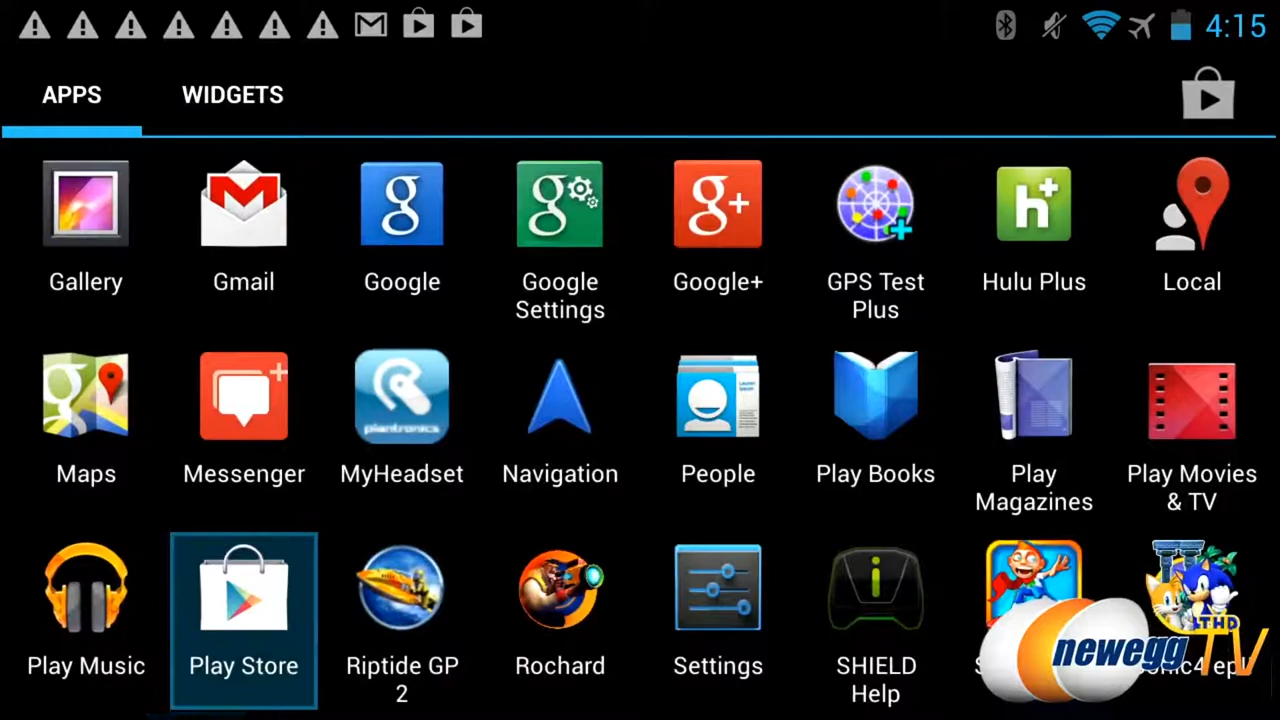 4:15
APPS WIDGETS
Gallery Gmail Google Google Google+ GPS Test Hulu Plus Local
Settings Plus
plantronics
Maps Messenger MyHeadset Navigation People Play Books Play Play Movies
Magazines & TV
Play Music Play Store Riptide GP Rochard Settings SHIELD
2 Help
newegg TV